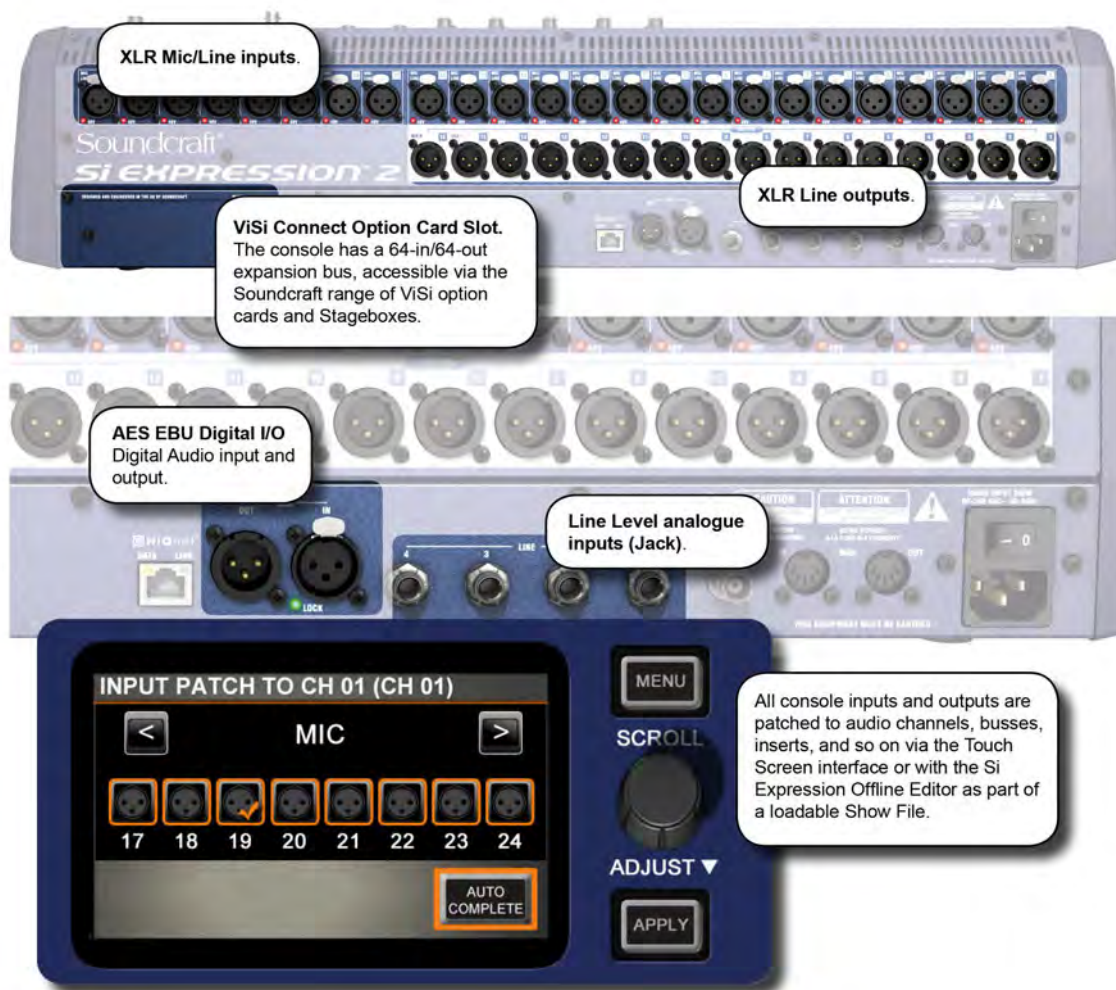 XLR Mic/Line inputs.
Soundcraft
Si EXPRESSION 2
XLR Line outputs.
ViSi Connect Option Card Slot.
The console has a 64-in/64-out
expansion bus, accessible via the
Soundcraft range of ViSi option
cards and Stageboxes.
AES EBU Digital I/O
Digital Audio input and
output.
OUT
IN
HiQnet
LOCK
4
3
LINE
Line Level analogue
inputs (Jack).
CAUTION
ATTENTION
INPUT PATCH TO CH 01 (CH 01)
<
MIC
>
17 18 19 20 21 22 23 24
AUTO
COMPLETE
MENU
SCROLL
ADJUST ▼
APPLY
All console inputs and outputs are
patched to audio channels, busses,
inserts, and so on via the Touch
Screen interface or with the Si
Expression Offline Editor as part of
a loadable Show File.